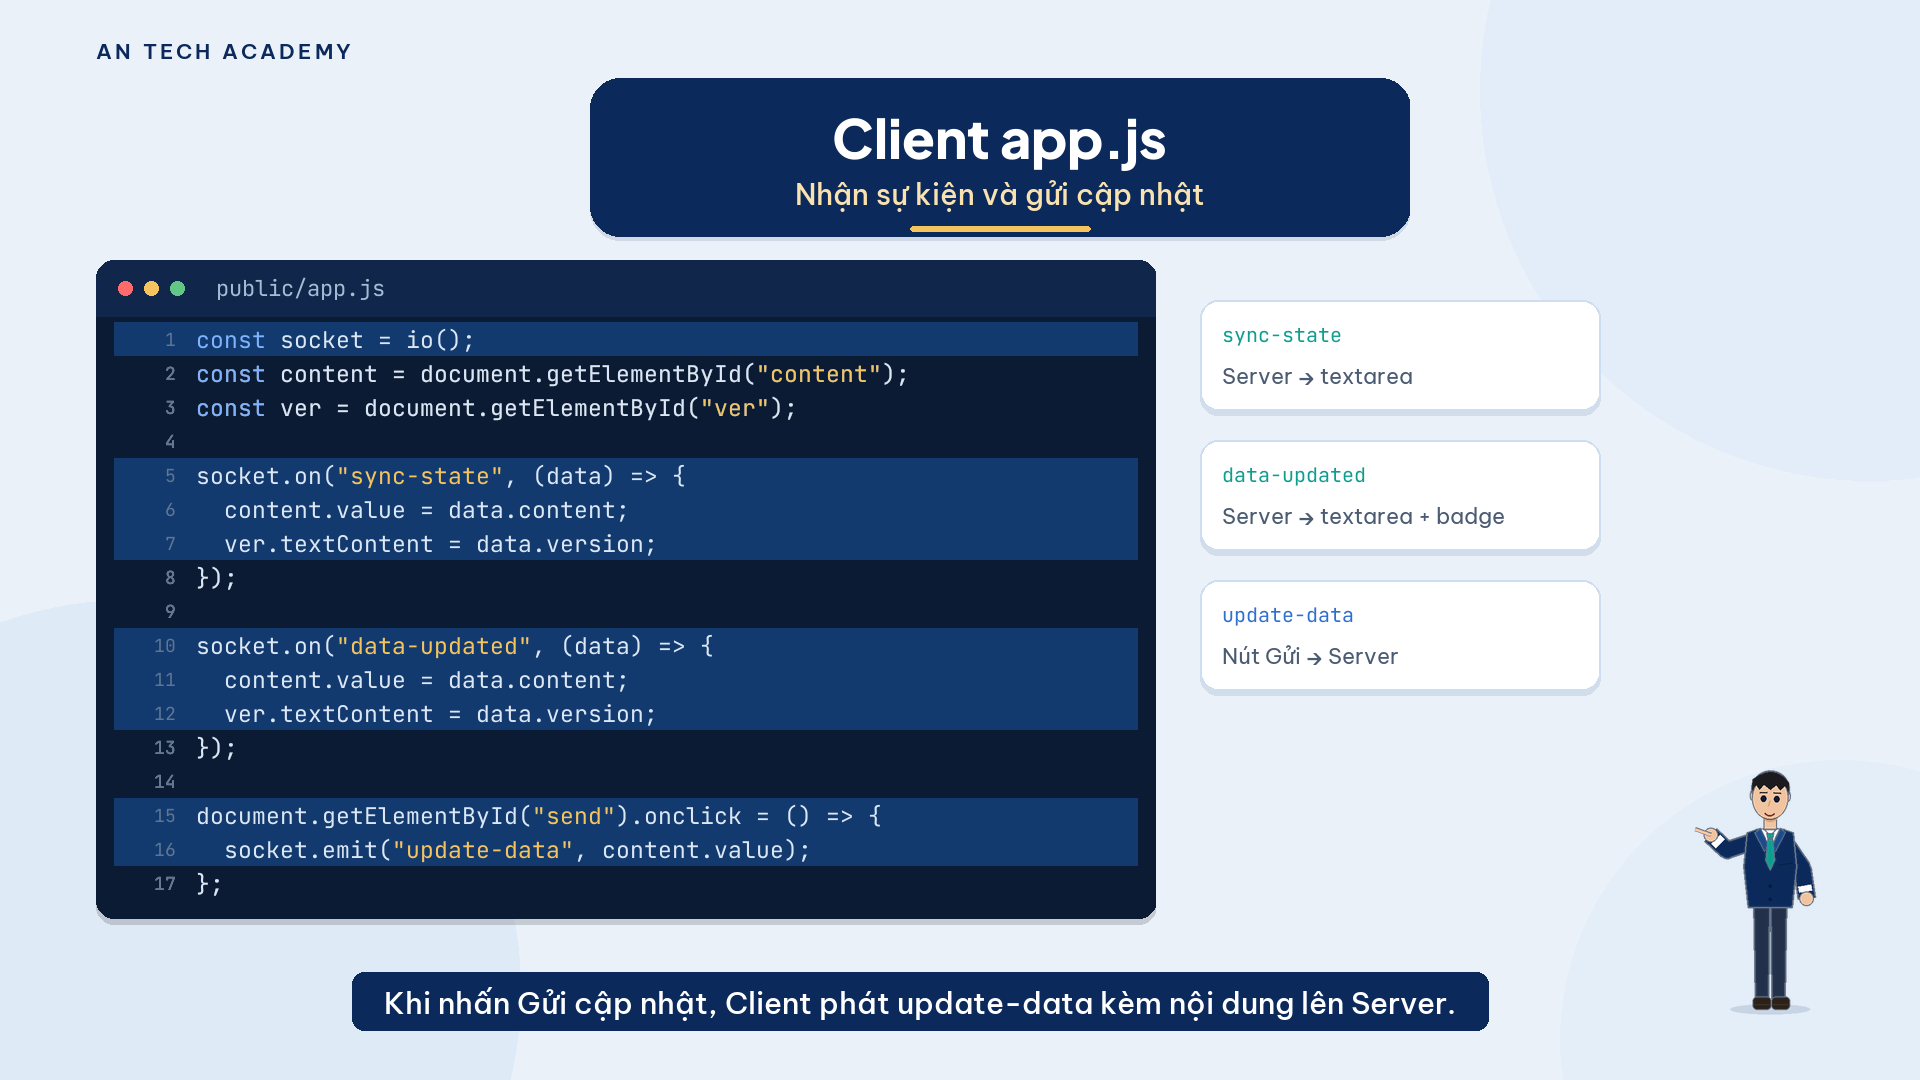 AN TECH ACADEMY
Client app.js
Nhận sự kiện và gửi cập nhật
public/app.js
1 const socket = io();
2 const content = document.getElementById("content");
3 const ver = document.getElementById("ver");
4
5 socket.on("sync-state", (data) => {
6   content.value = data.content;
7   ver.textContent = data.version;
8 });
9
10 socket.on("data-updated", (data) => {
11   content.value = data.content;
12   ver.textContent = data.version;
13 });
14
15 document.getElementById("send").onclick = () => {
16   socket.emit("update-data", content.value);
17 };
sync-state
Server → textarea
data-updated
Server → textarea + badge
update-data
Nút Gửi → Server
Khi nhấn Gửi cập nhật, Client phát update-data kèm nội dung lên Server.